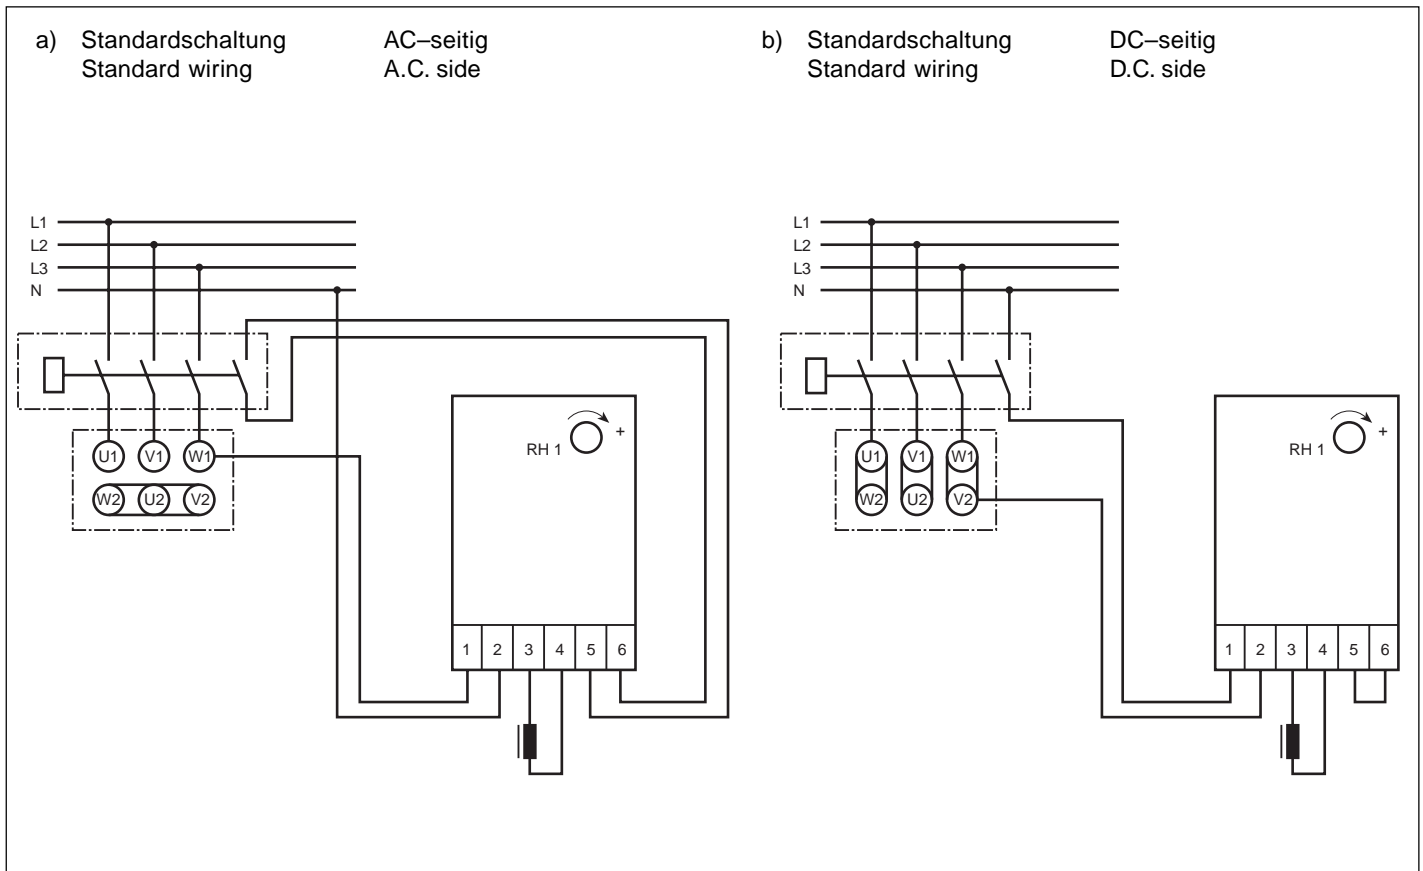 a) Standardschaltung AC–seitig
Standard wiring A.C. side
L1
L2
L3
N
U1 V1 W1
W2 U2 V2
RH 1 +
1 2 3 4 5 6
b) Standardschaltung DC–seitig
Standard wiring D.C. side
L1
L2
L3
N
U1 V1 W1
W2 U2 V2
RH 1 +
1 2 3 4 5 6